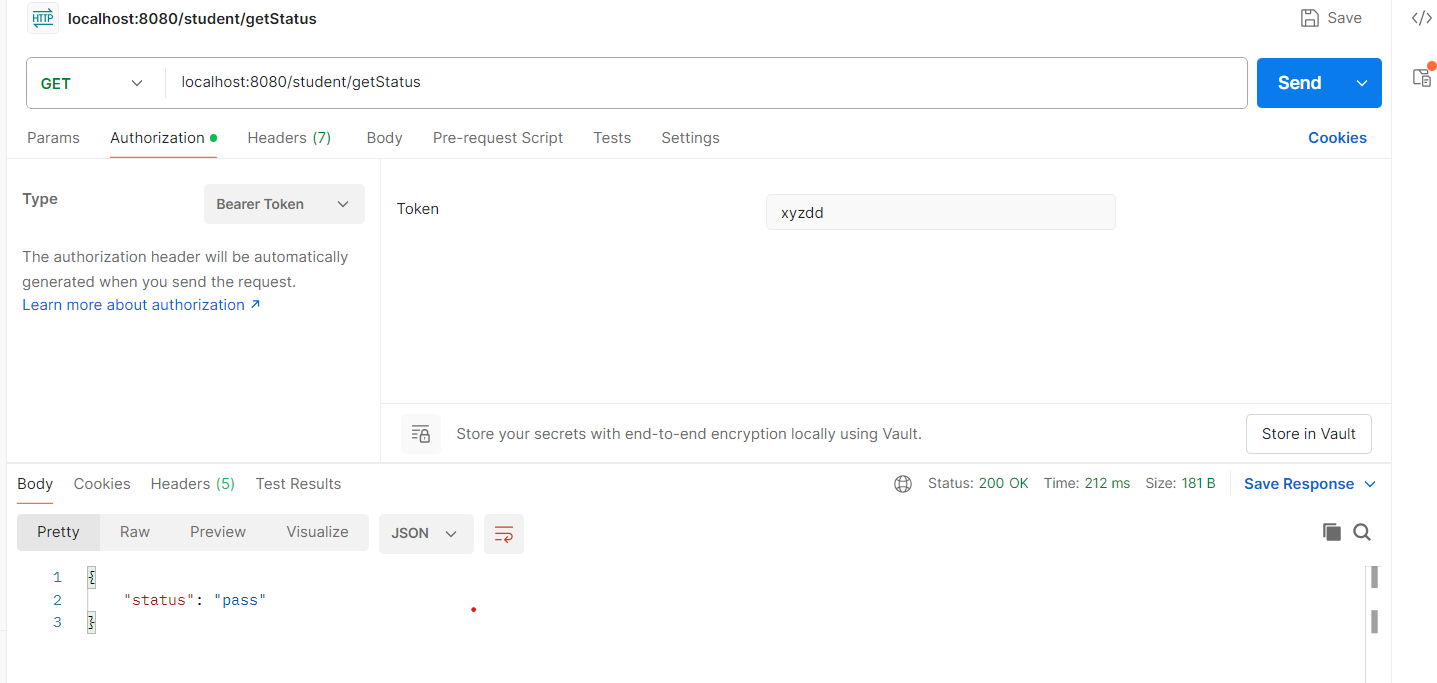 HTTP localhost:8080/student/getStatus Save
GET localhost:8080/student/getStatus Send
Params Authorization Headers (7) Body Pre-request Script Tests Settings Cookies
Type Bearer Token
Token xyzdd
The authorization header will be automatically
generated when you send the request.
Learn more about authorization ↗
Store your secrets with end-to-end encryption locally using Vault. Store in Vault
Body Cookies Headers (5) Test Results Status: 200 OK Time: 212 ms Size: 181 B Save Response
Pretty Raw Preview Visualize JSON
1 {
2 "status": "pass"
3 }